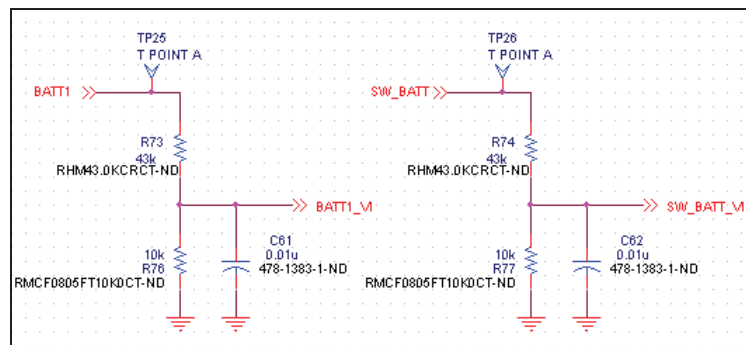 TP25
T POINT A
BATT1
R73
43k
RHM43.0KCRCT-ND
BATT1_VI
10k
R76
RMCF0805FT10K0CT-ND
C61
0.01u
478-1383-1-ND
TP26
T POINT A
SW_BATT
R74
43k
RHM43.0KCRCT-ND
SW_BATT_VI
10k
R77
RMCF0805FT10K0CT-ND
C62
0.01u
478-1383-1-ND